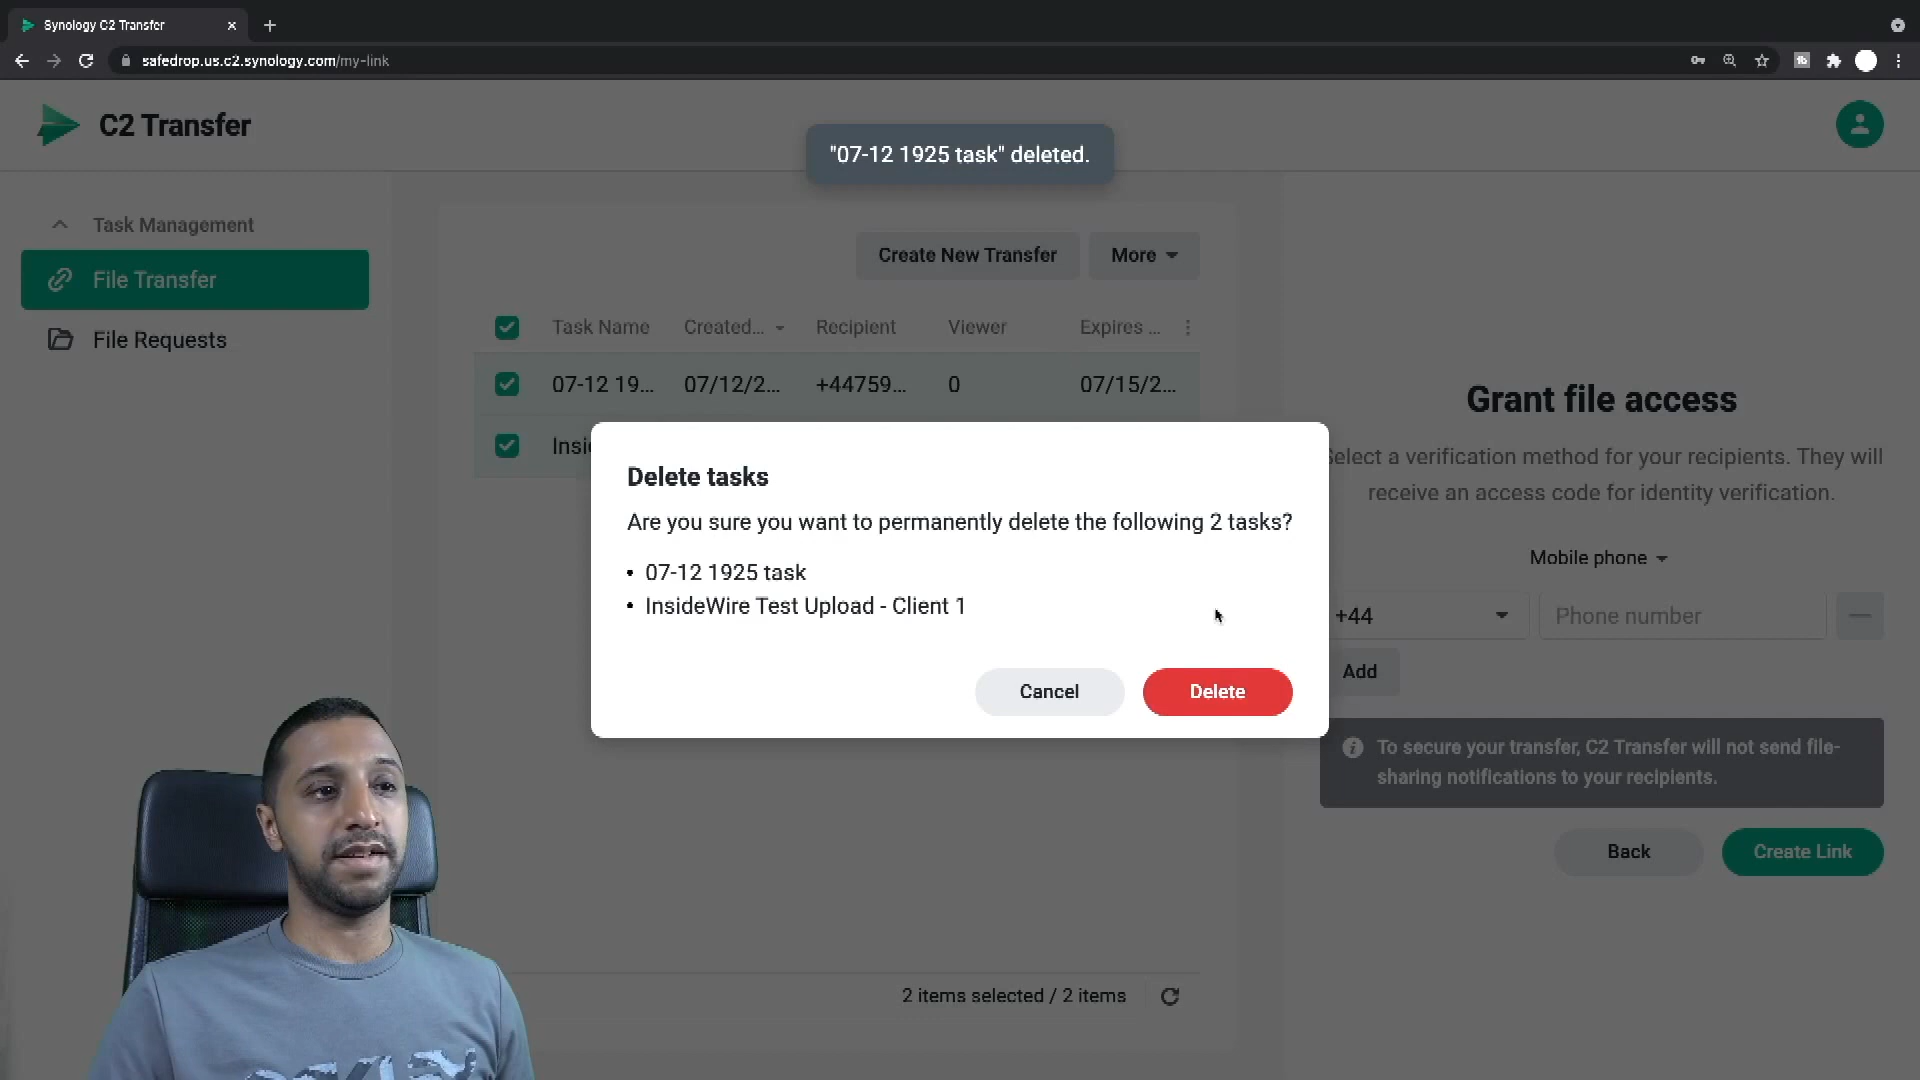 Synology C2 Transfer
safedrop.us.c2.synology.com/my-link
C2 Transfer
"07-12 1925 task" deleted.
Task Management
File Transfer
File Requests
Create New Transfer
More
Task Name Created... Recipient Viewer Expires ...
07-12 19... 07/12/2... +44759... 0 07/15/2...
Insi
Delete tasks
Are you sure you want to permanently delete the following 2 tasks?
• 07-12 1925 task
• InsideWire Test Upload - Client 1
Cancel
Delete
Grant file access
Select a verification method for your recipients. They will
receive an access code for identity verification.
Mobile phone
+44
Phone number
Add
To secure your transfer, C2 Transfer will not send file-
sharing notifications to your recipients.
Back
Create Link
2 items selected / 2 items